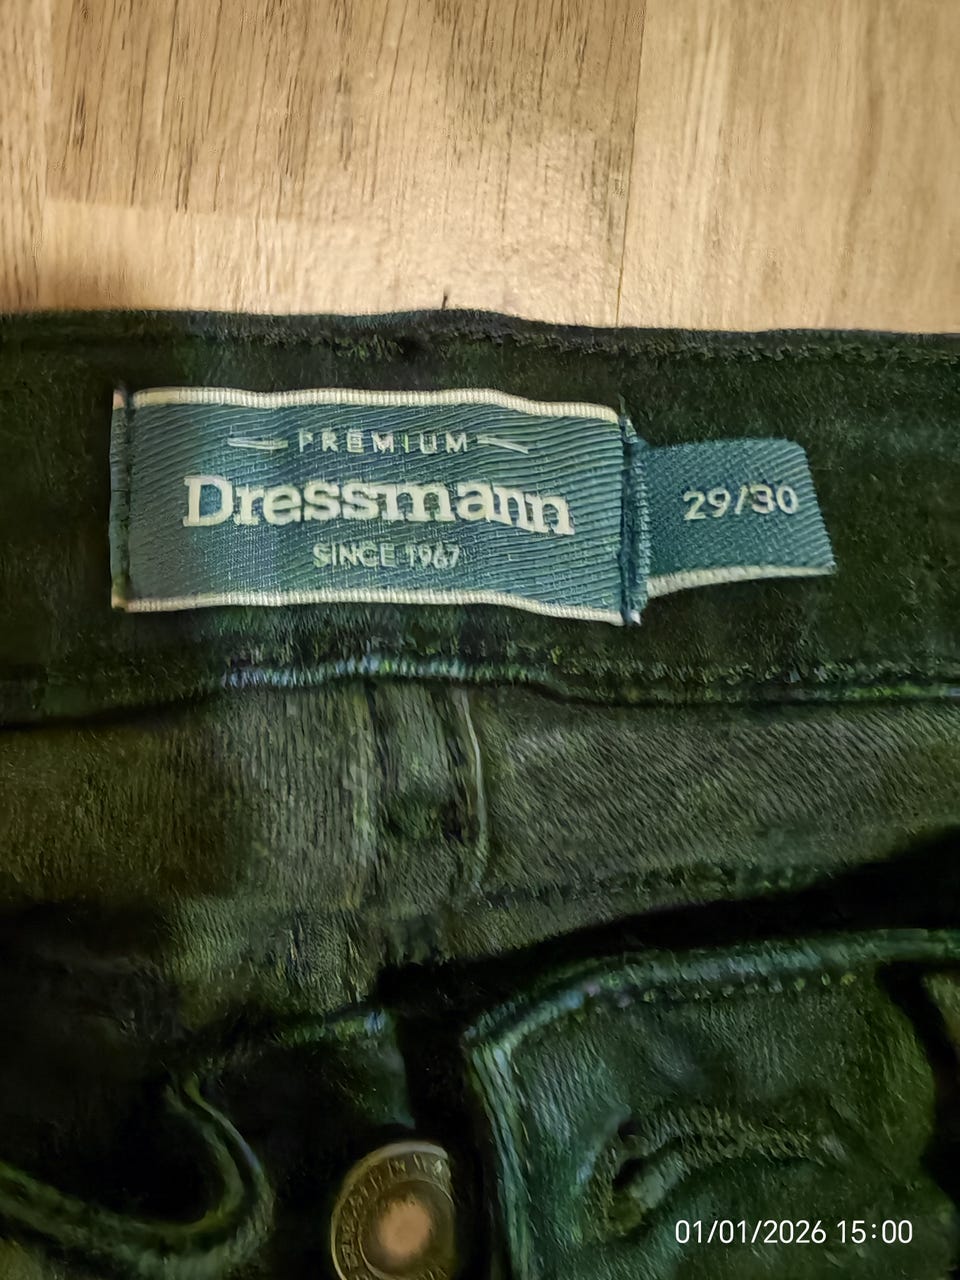 PREMIUM
Dressmann
SINCE 1967
29/30
01/01/2026 15:00